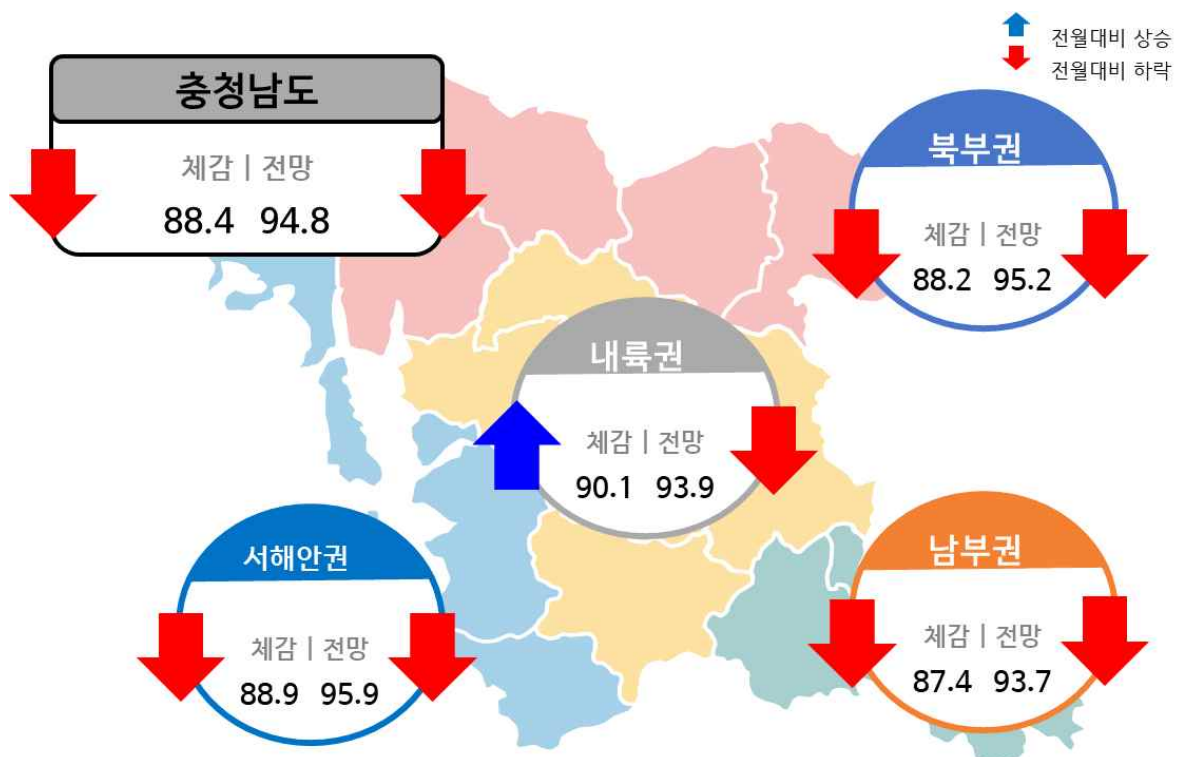 전월대비 상승
전월대비 하락
충청남도
체감 | 전망
88.4 94.8
북부권
체감 | 전망
88.2 95.2
내륙권
체감 | 전망
90.1 93.9
서해안권
체감 | 전망
88.9 95.9
남부권
체감 | 전망
87.4 93.7